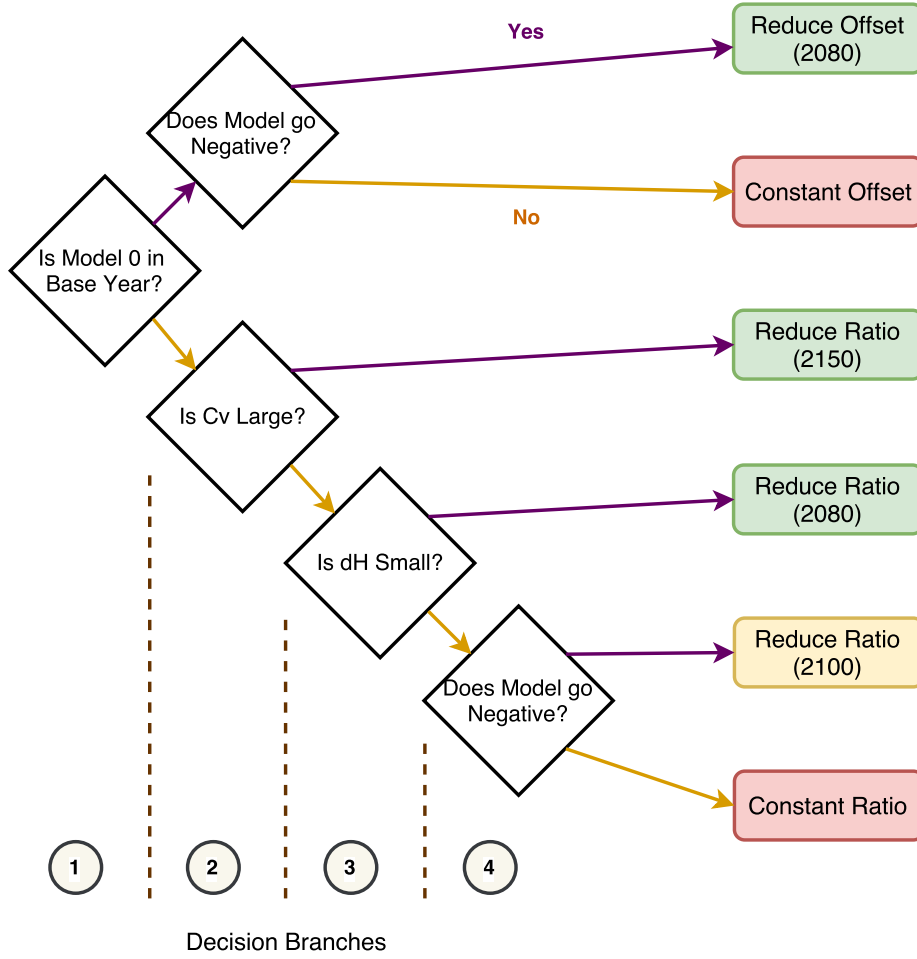 Yes
Reduce Offset
(2080)
Does Model go
Negative?
Constant Offset
No
Is Model 0 in
Base Year?
Reduce Ratio
(2150)
Is Cv Large?
Reduce Ratio
(2080)
Is dH Small?
Reduce Ratio
(2100)
Does Model go
Negative?
Constant Ratio
1
2
3
4
Decision Branches